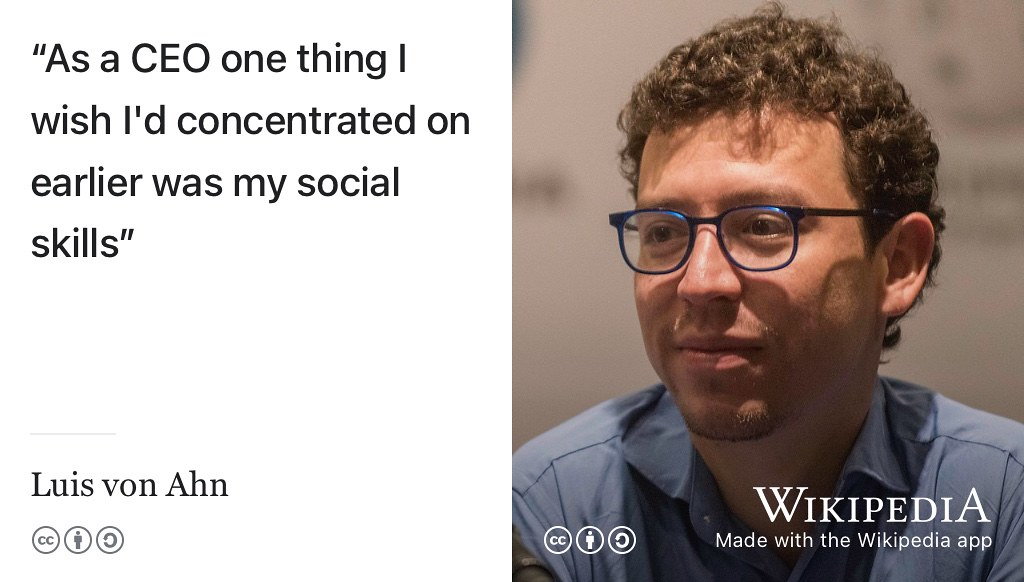 “As a CEO one thing I
wish I'd concentrated on
earlier was my social
skills”
Luis von Ahn
WIKIPEDIA
Made with the Wikipedia app